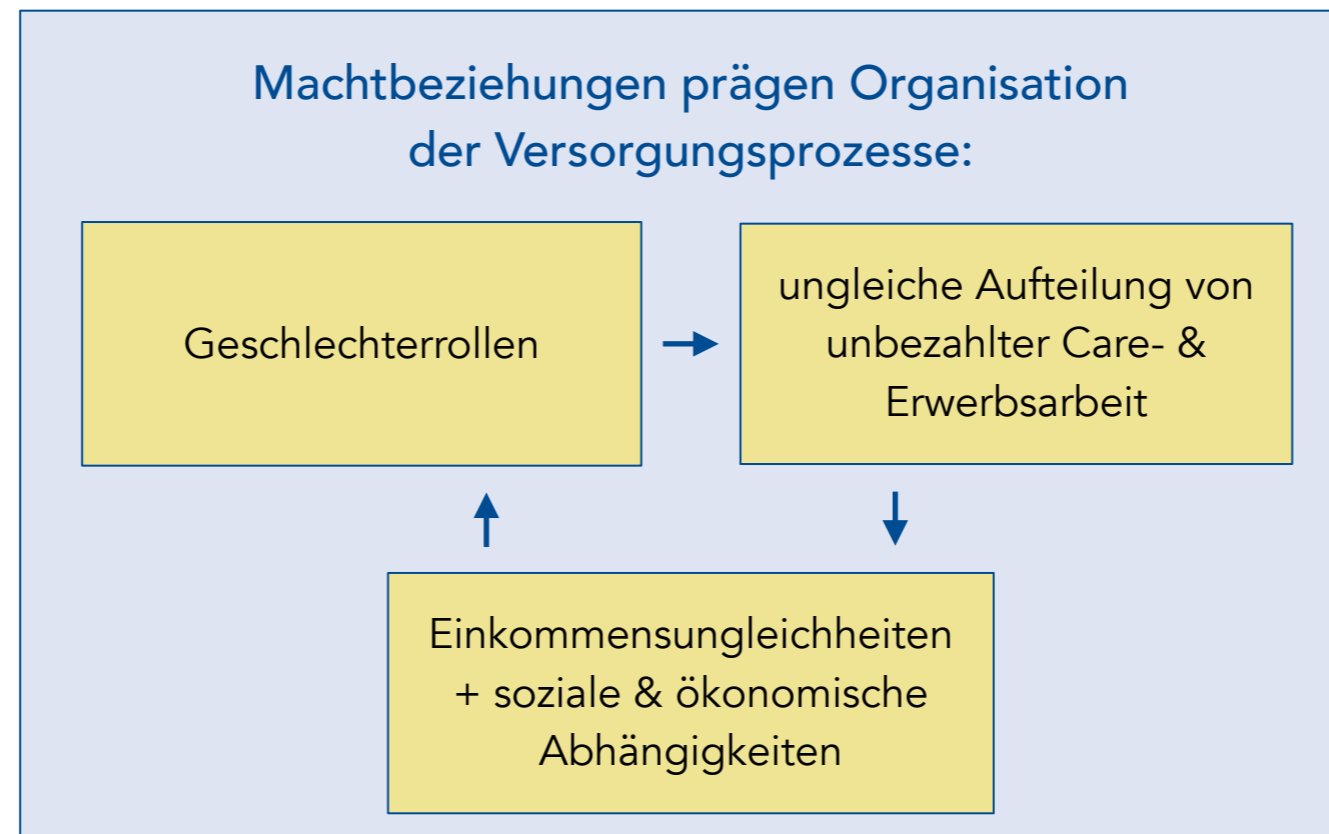 Machtbeziehungen prägen Organisation
der Versorgungsprozesse:
Geschlechterrollen
ungleiche Aufteilung von
unbezahlter Care- &
Erwerbsarbeit
Einkommensungleichheiten
+ soziale & ökonomische
Abhängigkeiten